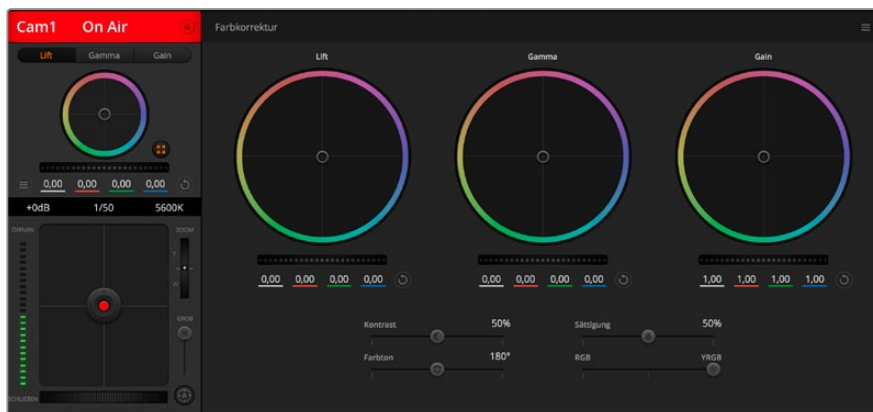 Cam1 On Air
Farbkorrektur
Lift Gamma Gain
0,00 0,00 0,00 0,00
+0dB 1/50 5600K
ÖFFNEN ZOOM
T
W
GROB
SCHLIEẞEN
Lift Gamma Gain
0,00 0,00 0,00 0,00 0,00 0,00 0,00 0,00 1,00 1,00 1,00 1,00
Kontrast 50% Sättigung 50%
Farbton 180° RGB YRGB